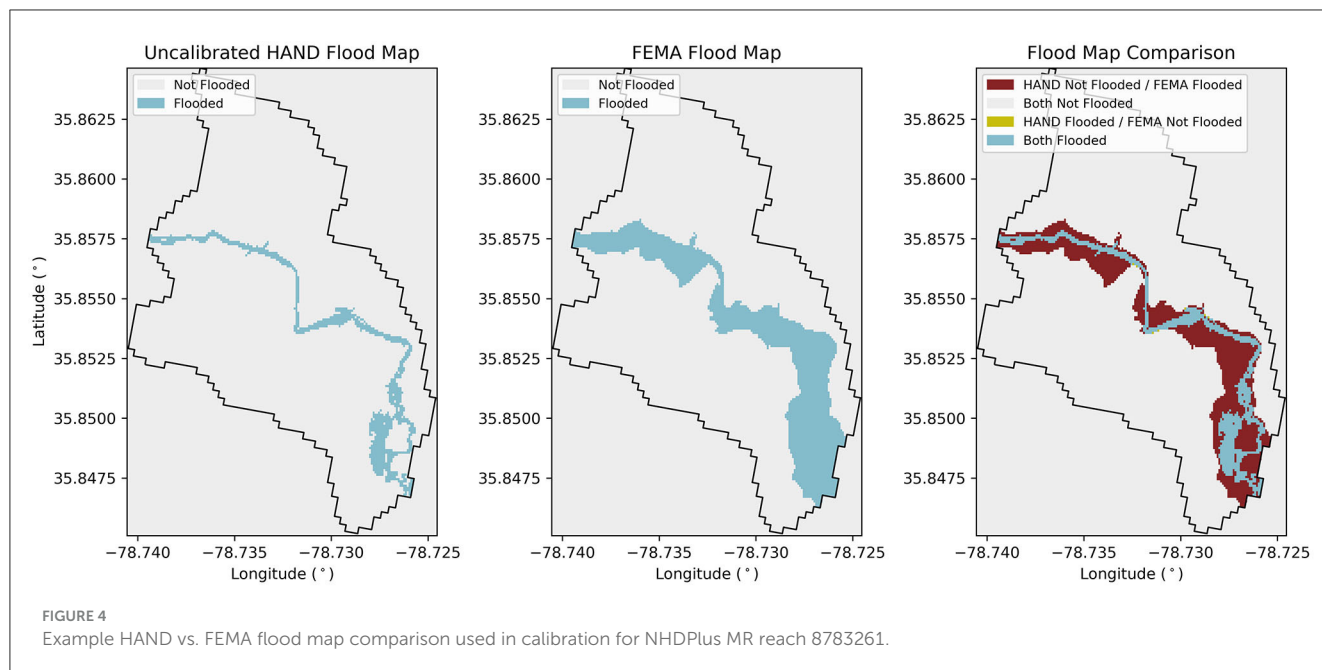 Uncalibrated HAND Flood Map
Not Flooded
Flooded
35.8625
35.8600
35.8575
35.8550
35.8525
35.8500
35.8475
Latitude (°)
−78.740
−78.735
−78.730
−78.725
Longitude (°)
FEMA Flood Map
Not Flooded
Flooded
35.8625
35.8600
35.8575
35.8550
35.8525
35.8500
35.8475
−78.740
−78.735
−78.730
−78.725
Longitude (°)
Flood Map Comparison
HAND Not Flooded / FEMA Flooded
Both Not Flooded
HAND Flooded / FEMA Not Flooded
Both Flooded
35.8625
35.8600
35.8575
35.8550
35.8525
35.8500
35.8475
−78.740
−78.735
−78.730
−78.725
Longitude (°)
FIGURE 4
Example HAND vs. FEMA flood map comparison used in calibration for NHDPlus MR reach 8783261.